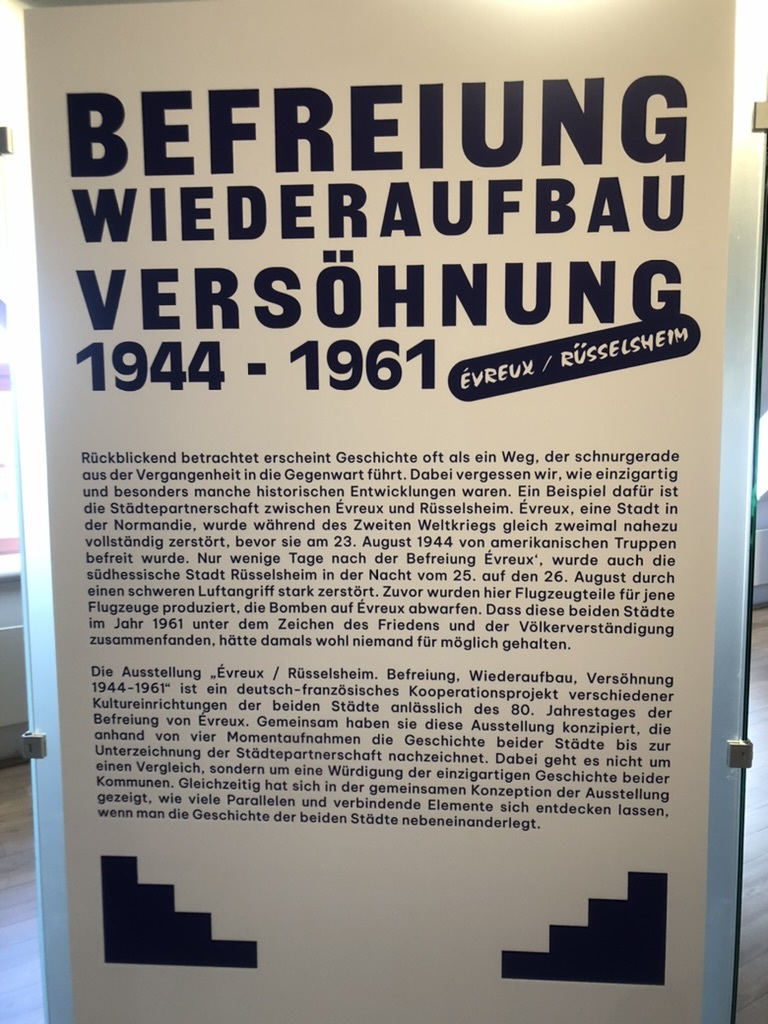 BEFREIUNG
WIEDERAUFBAU
VERSÖHNUNG
1944 - 1961
ÉVREUX / RÜSSELSHEIM
Rückblickend betrachtet erscheint Geschichte oft als ein Weg, der schnurgerade
aus der Vergangenheit in die Gegenwart führt. Dabei vergessen wir, wie einzigartig
und besonders manche historischen Entwicklungen waren. Ein Beispiel dafür ist
die Städtepartnerschaft zwischen Évreux und Rüsselsheim. Évreux, eine Stadt in
der Normandie, wurde während des Zweiten Weltkriegs gleich zweimal nahezu
vollständig zerstört, bevor sie am 23. August 1944 von amerikanischen Truppen
befreit wurde. Nur wenige Tage nach der Befreiung Évreux‘, wurde auch die
südhessische Stadt Rüsselsheim in der Nacht vom 25. auf den 26. August durch
einen schweren Luftangriff stark zerstört. Zuvor wurden hier Flugzeugteile für jene
Flugzeuge produziert, die Bomben auf Évreux abwarfen. Dass diese beiden Städte
im Jahr 1961 unter dem Zeichen des Friedens und der Völkerverständigung
zusammenfanden, hätte damals wohl niemand für möglich gehalten.
Die Ausstellung „Évreux / Rüsselsheim. Befreiung, Wiederaufbau, Versöhnung
1944-1961“ ist ein deutsch-französisches Kooperationsprojekt verschiedener
Kultureinrichtungen der beiden Städte anlässlich des 80. Jahrestages der
Befreiung von Évreux. Gemeinsam haben sie diese Ausstellung konzipiert, die
anhand von vier Momentaufnahmen die Geschichte beider Städte bis zur
Unterzeichnung der Städtepartnerschaft nachzeichnet. Dabei geht es nicht um
einen Vergleich, sondern um eine Würdigung der einzigartigen Geschichte beider
Kommunen. Gleichzeitig hat sich in der gemeinsamen Konzeption der Ausstellung
gezeigt, wie viele Parallelen und verbindende Elemente sich entdecken lassen,
wenn man die Geschichte der beiden Städte nebeneinanderlegt.